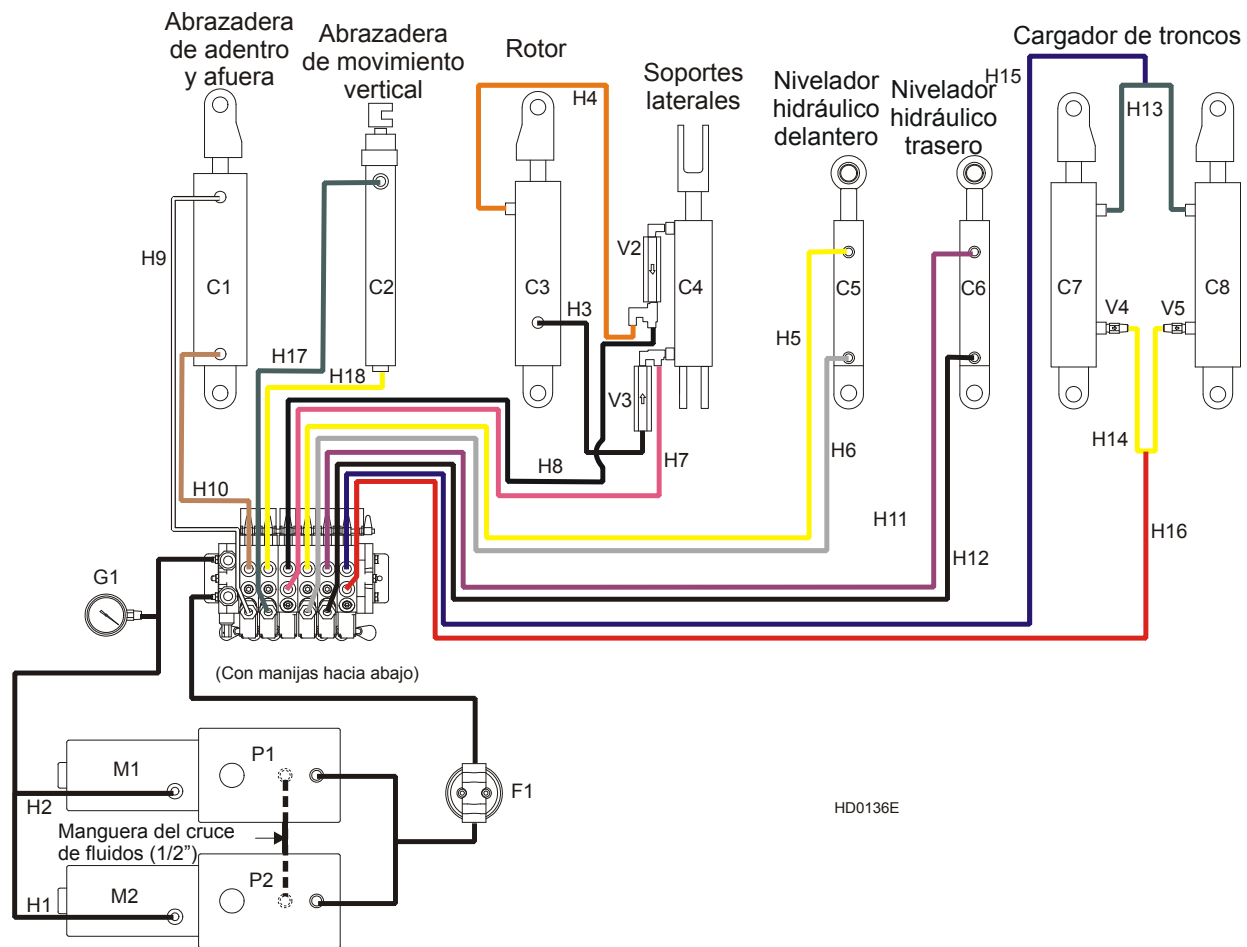 Abrazadera
de adentro
y afuera
Abrazadera
de movimiento
vertical
Rotor
Soportes
laterales
Nivelador
hidráulico
delantero
Nivelador
hidráulico
trasero
Cargador de troncos
H15
H4
H13
H9
V2
C1
C2
C3
C4
C5
C6
C7
V4
V5
C8
H3
H17
H5
H18
V3
H14
H8
H7
H6
H10
H11
H12
H16
G1
(Con manijas hacia abajo)
P1
M1
F1
H2
HD0136E
Manguera del cruce
de fluidos (1/2”)
P2
M2
H1